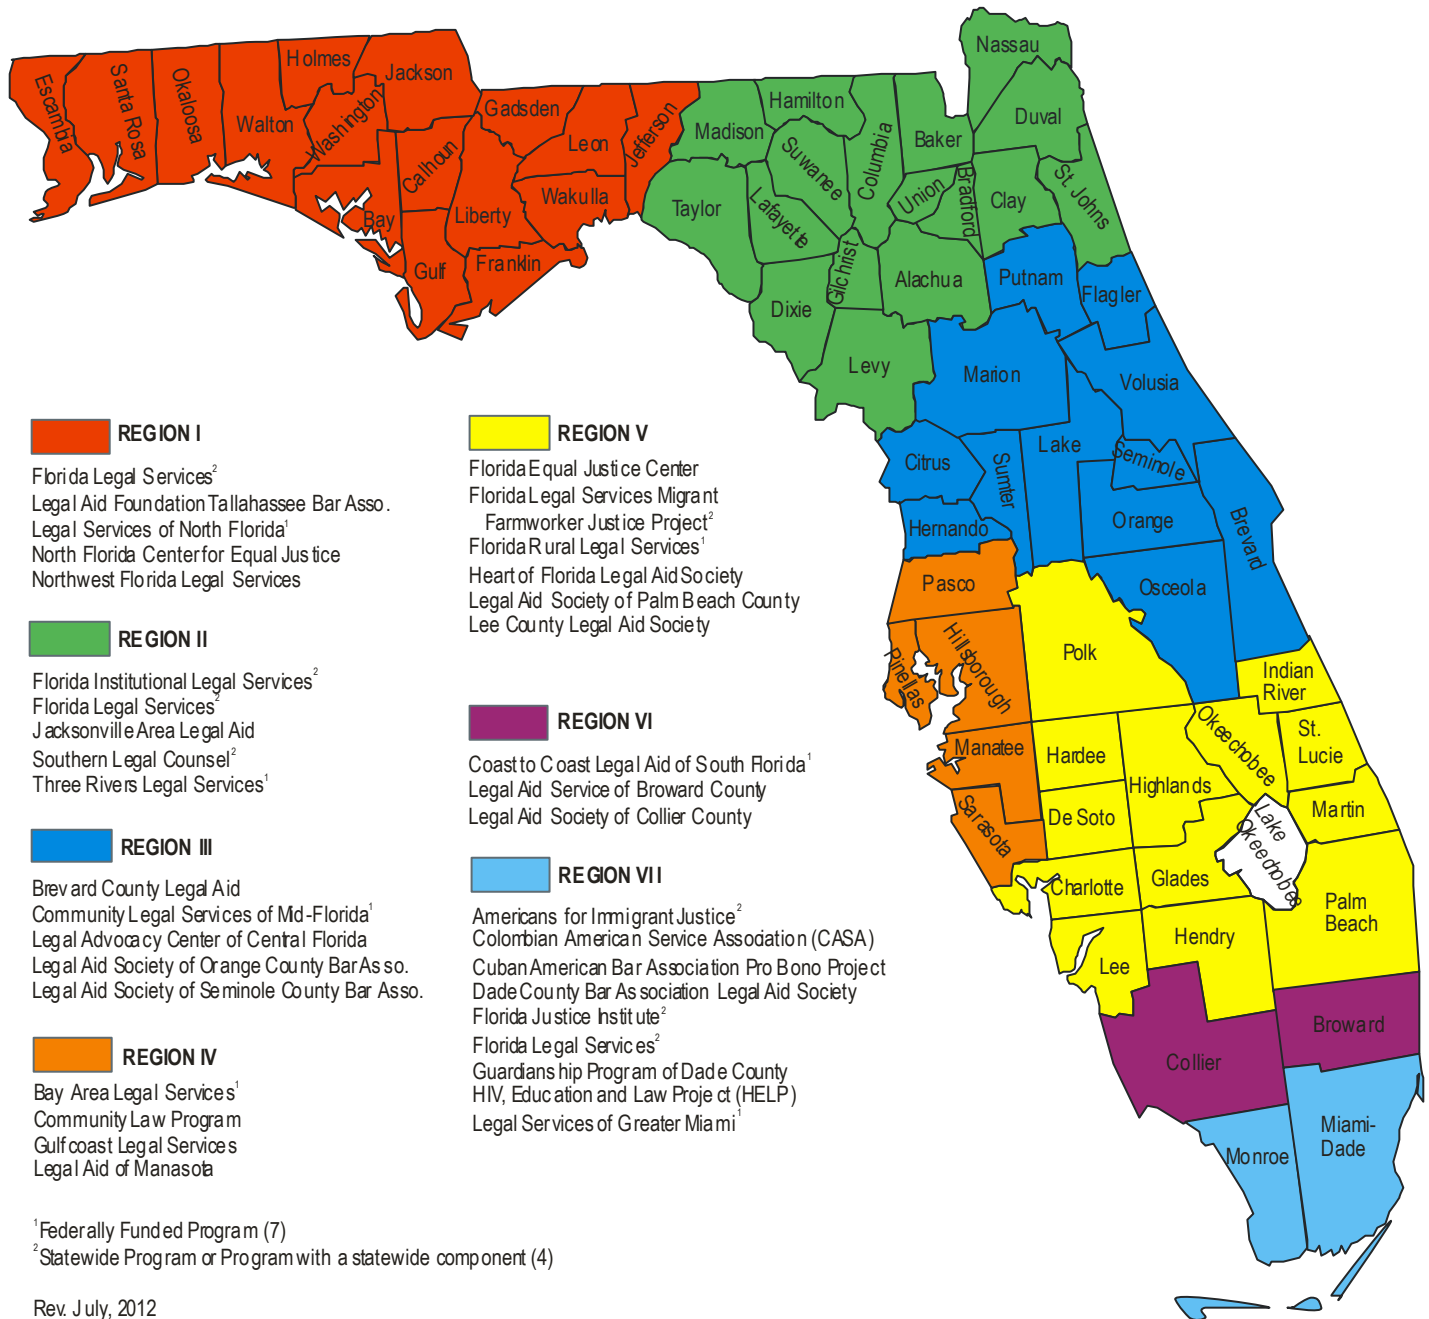 Nassau
Holmes
Jackson
Escambia
Santa Rosa
Okaloosa
Walton
Washington
Gadsden
Leon
Jefferson
Madison
Hamilton
Columbia
Baker
Duval
Suwanee
Calhoun
Bay
Liberty
Wakulla
Gulf
Franklin
Taylor
Lafayette
Union
Bradford
Clay
St. Johns
Gilchrist
Alachua
Dixie
Putnam
Flagler
Levy
Marion
Volusia
Citrus
Sumter
Lake
Seminole
Hernando
Orange
Brevard
Pasco
Osceola
Pinellas
Hillsborough
Polk
Indian
River
Manatee
Hardee
Highlands
Okeechobee
St.
Lucie
Sarasota
De Soto
Lake
Okeechobee
Martin
Charlotte
Glades
Palm
Beach
Lee
Hendry
Collier
Broward
Monroe
Miami-
Dade
REGION I
Florida Legal Services²
Legal Aid Foundation Tallahassee Bar Asso.
Legal Services of North Florida¹
North Florida Center for Equal Justice
Northwest Florida Legal Services
REGION II
Florida Institutional Legal Services²
Florida Legal Services²
Jacksonville Area Legal Aid
Southern Legal Counsel²
Three Rivers Legal Services¹
REGION III
Brevard County Legal Aid
Community Legal Services of Mid-Florida¹
Legal Advocacy Center of Central Florida
Legal Aid Society of Orange County Bar Asso.
Legal Aid Society of Seminole County Bar Asso.
REGION IV
Bay Area Legal Services¹
Community Law Program
Gulfcoast Legal Services
Legal Aid of Manasota
REGION V
Florida Equal Justice Center
Florida Legal Services Migrant
Farmworker Justice Project²
Florida Rural Legal Services¹
Heart of Florida Legal Aid Society
Legal Aid Society of Palm Beach County
Lee County Legal Aid Society
REGION VI
Coast to Coast Legal Aid of South Florida¹
Legal Aid Service of Broward County
Legal Aid Society of Collier County
REGION VII
Americans for Immigrant Justice²
Colombian American Service Association (CASA)
Cuban American Bar Association Pro Bono Project
Dade County Bar Association Legal Aid Society
Florida Justice Institute²
Florida Legal Services²
Guardianship Program of Dade County
HIV, Education and Law Project (HELP)
Legal Services of Greater Miami¹
¹Federally Funded Program (7)
²Statewide Program or Program with a statewide component (4)
Rev. July, 2012